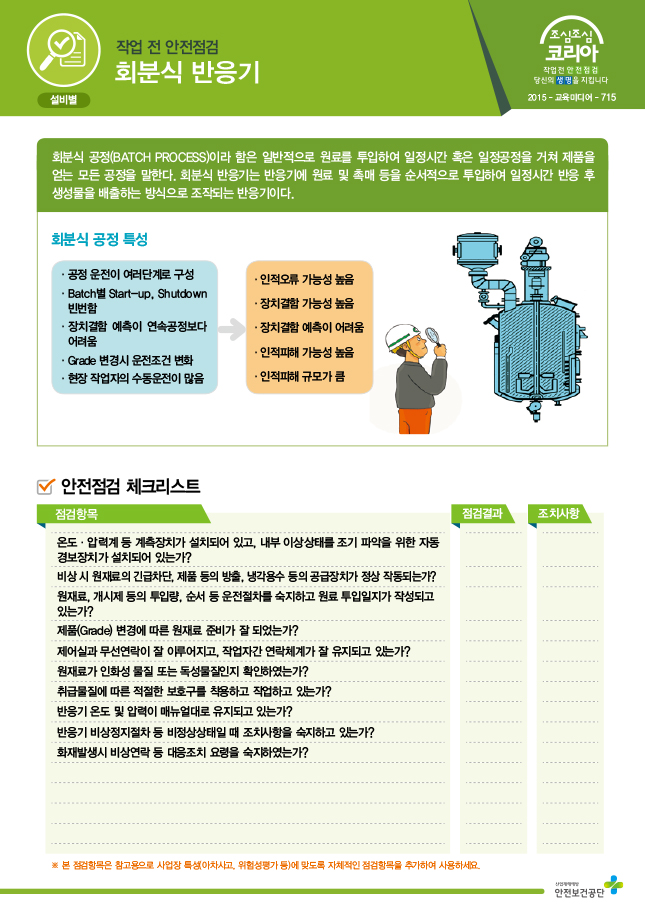 작업 전 안전점검
회분식 반응기
설비별
조심조심
코리아
작업전 안전점검
당신의 생명을 지킵니다
2015 - 교육미디어 - 715
회분식 공정(BATCH PROCESS)이라 함은 일반적으로 원료를 투입하여 일정시간 혹은 일정공정을 거쳐 제품을
얻는 모든 공정을 말한다. 회분식 반응기는 반응기에 원료 및 촉매 등을 순서적으로 투입하여 일정시간 반응 후
생성물을 배출하는 방식으로 조작되는 반응기이다.
회분식 공정 특성
· 공정 운전이 여러단계로 구성
· Batch별 Start-up, Shutdown
빈번함
· 장치결함 예측이 연속공정보다
어려움
· Grade 변경시 운전조건 변화
· 현장 작업자의 수동운전이 많음
· 인적오류 가능성 높음
· 장치결함 가능성 높음
· 장치결함 예측이 어려움
· 인적피해 가능성 높음
· 인적피해 규모가 큼
안전점검 체크리스트
점검항목 점검결과 조치사항
온도 · 압력계 등 계측장치가 설치되어 있고, 내부 이상상태를 조기 파악을 위한 자동
경보장치가 설치되어 있는가?
비상 시 원재료의 긴급차단, 제품 등의 방출, 냉각용수 등의 공급장치가 정상 작동되는가?
원재료, 개시제 등의 투입량, 순서 등 운전절차를 숙지하고 원료 투입일지가 작성되고
있는가?
제품(Grade) 변경에 따른 원재료 준비가 잘 되었는가?
제어실과 무선연락이 잘 이루어지고, 작업자간 연락체계가 잘 유지되고 있는가?
원재료가 인화성 물질 또는 독성물질인지 확인하였는가?
취급물질에 따른 적절한 보호구를 착용하고 작업하고 있는가?
반응기 온도 및 압력이 매뉴얼대로 유지되고 있는가?
반응기 비상정지절차 등 비정상상태일 때 조치사항을 숙지하고 있는가?
화재발생시 비상연락 등 대응조치 요령을 숙지하였는가?
※ 본 점검항목은 참고용으로 사업장 특성(아차사고, 위험성평가 등)에 맞도록 자체적인 점검항목을 추가하여 사용하세요.
산업재해예방
안전보건공단